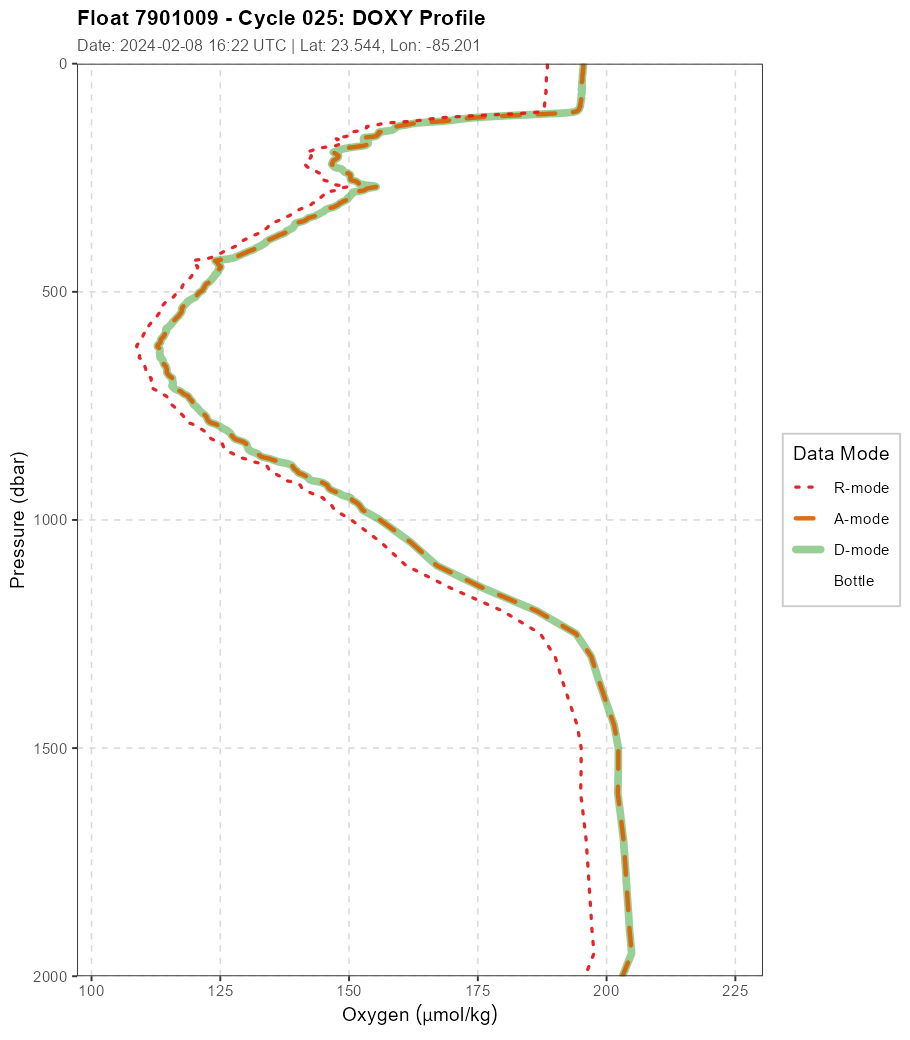 Float 7901009 - Cycle 025: DOXY Profile
Date: 2024-02-08 16:22 UTC | Lat: 23.544, Lon: -85.201
0
500
1000
1500
2000
Pressure (dbar)
100 125 150 175 200 225
Oxygen (μmol/kg)
Data Mode
R-mode
A-mode
D-mode
Bottle